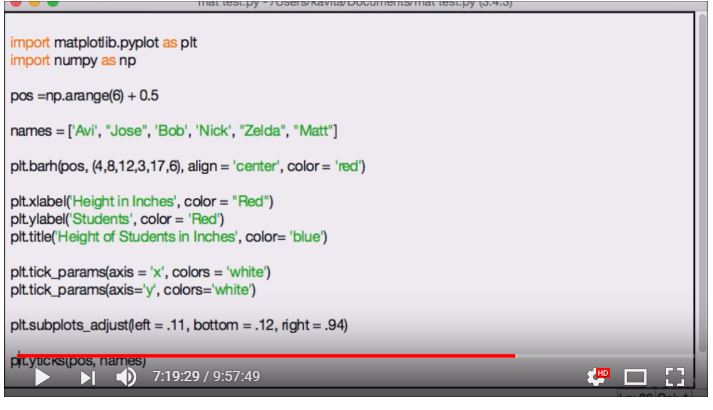 mat test.py - /Users/kavita/Documents/mat test.py (3.4.3)
import matplotlib.pyplot as plt
import numpy as np
pos =np.arange(6) + 0.5
names = ['Avi', "Jose", 'Bob', 'Nick', "Zelda", "Matt"]
plt.barh(pos, (4,8,12,3,17,6), align = 'center', color = 'red')
plt.xlabel('Height in Inches', color = "Red")
plt.ylabel('Students', color = 'Red')
plt.title('Height of Students in Inches', color= 'blue')
plt.tick_params(axis = 'x', colors = 'white')
plt.tick_params(axis='y', colors='white')
plt.subplots_adjust(left = .11, bottom = .12, right = .94)
plt.yticks(pos, names)
7:19:29 / 9:57:49
HD